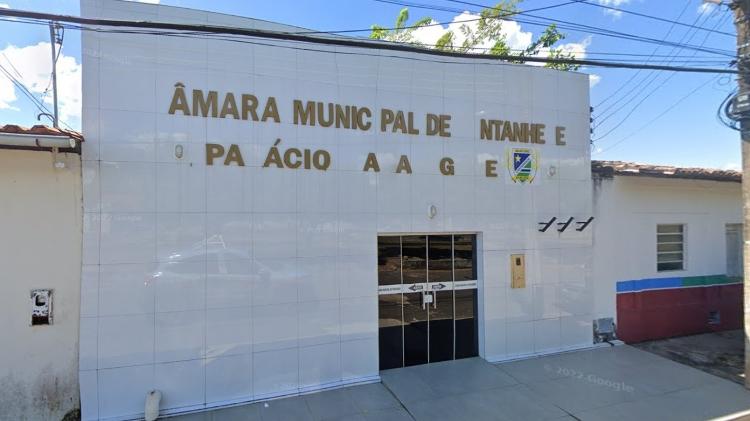 ÂMARA MUNIC PAL DE NTANHE E
PA ÁCIO A A G E
© 2022 Google